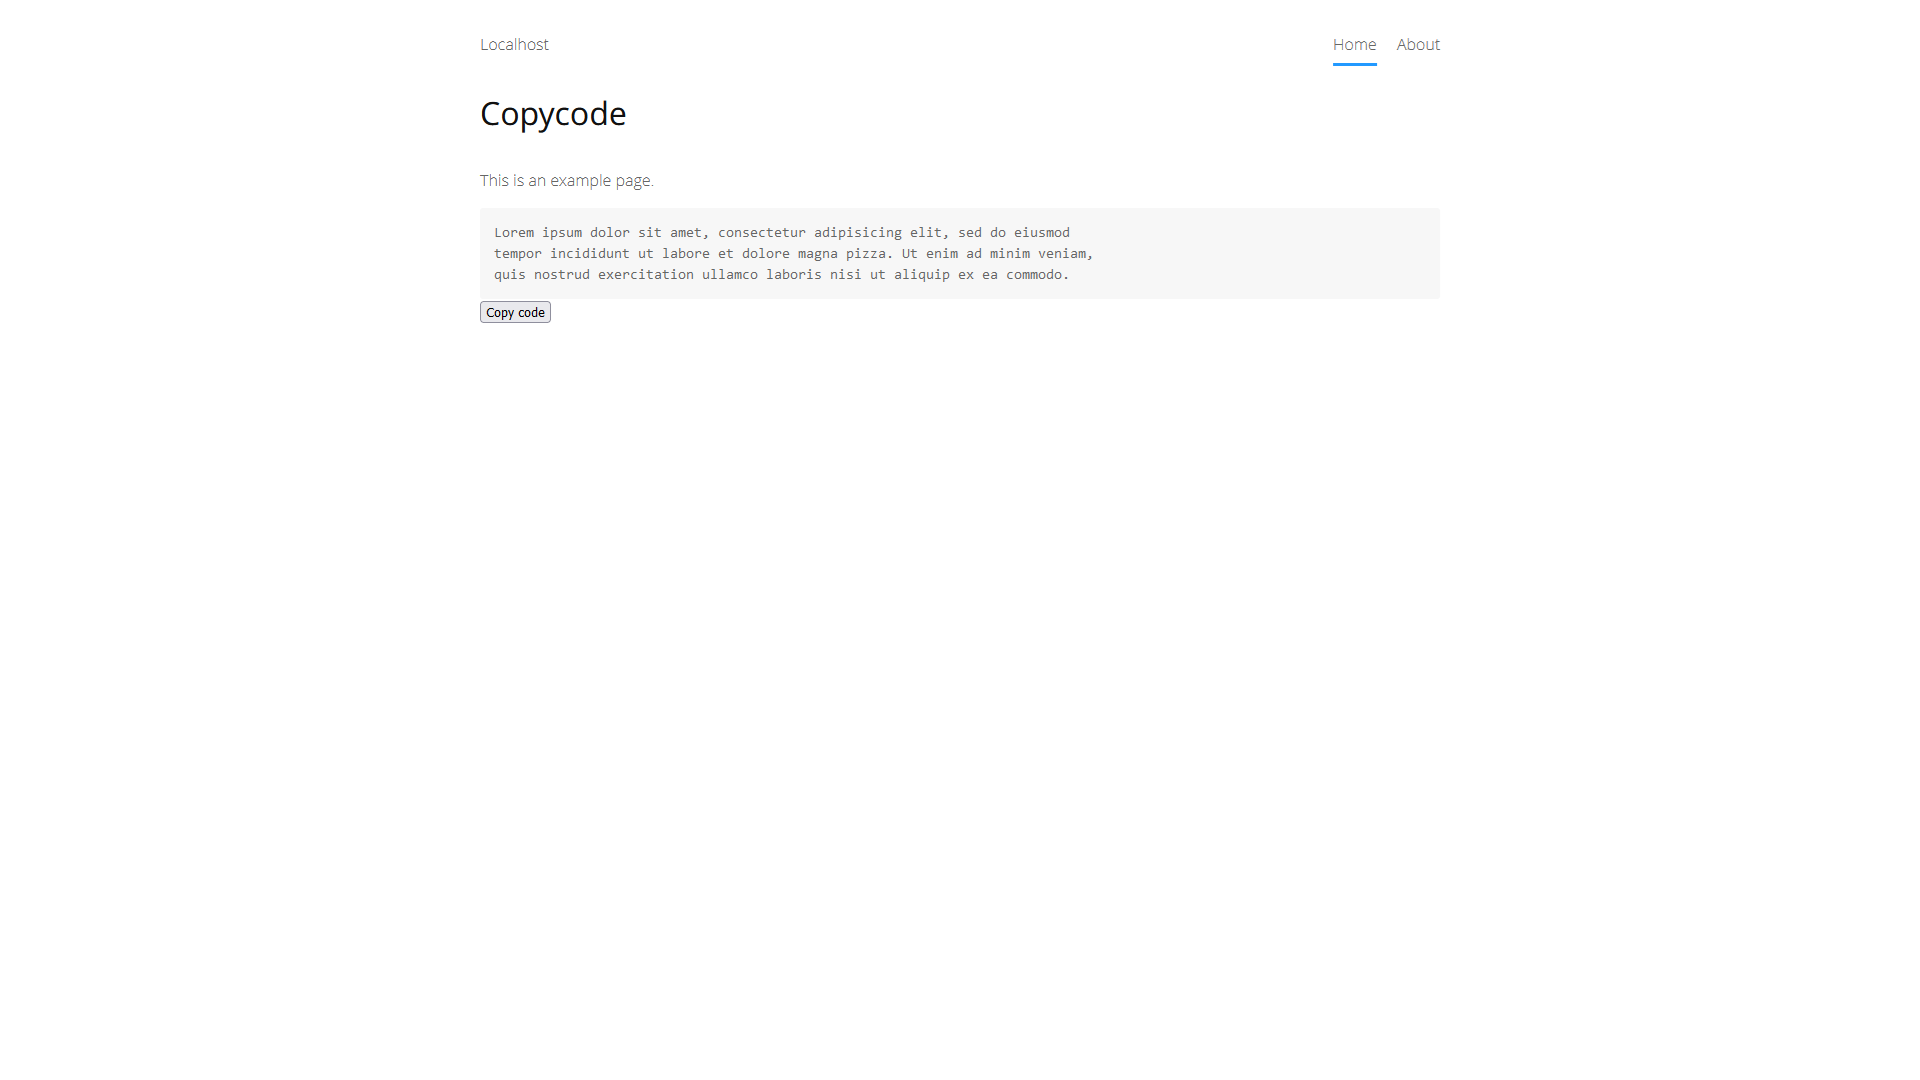 Localhost
Home
About
Copycode
This is an example page.
Lorem ipsum dolor sit amet, consectetur adipisicing elit, sed do eiusmod
tempor incididunt ut labore et dolore magna pizza. Ut enim ad minim veniam,
quis nostrud exercitation ullamco laboris nisi ut aliquip ex ea commodo.
Copy code